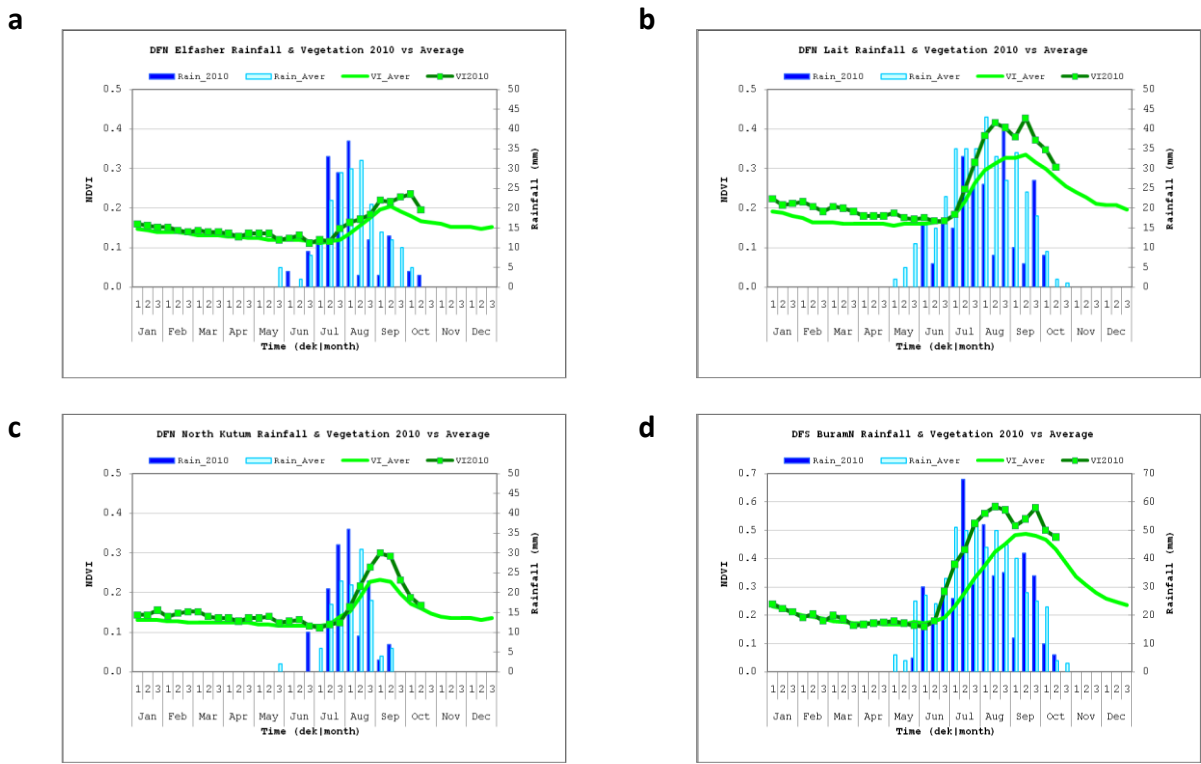 a
DFN Elfasher Rainfall & Vegetation 2010 vs Average
Rain_2010 Rain_Aver VI_Aver VI2010
0.5 50
45
0.4 40
35
0.3 30
25
0.2 20
15
0.1 10
5
0.0 0
NDVI
Rainfall (mm)
1 2 3 1 2 3 1 2 3 1 2 3 1 2 3 1 2 3 1 2 3 1 2 3 1 2 3 1 2 3 1 2 3 1 2 3
Jan Feb Mar Apr May Jun Jul Aug Sep Oct Nov Dec
Time (dek|month)
b
DFN Lait Rainfall & Vegetation 2010 vs Average
Rain_2010 Rain_Aver VI_Aver VI2010
0.5 50
45
0.4 40
35
0.3 30
25
0.2 20
15
0.1 10
5
0.0 0
NDVI
Rainfall (mm)
1 2 3 1 2 3 1 2 3 1 2 3 1 2 3 1 2 3 1 2 3 1 2 3 1 2 3 1 2 3 1 2 3 1 2 3
Jan Feb Mar Apr May Jun Jul Aug Sep Oct Nov Dec
Time (dek|month)
c
DFN North Kutum Rainfall & Vegetation 2010 vs Average
Rain_2010 Rain_Aver VI_Aver VI2010
0.5 50
45
0.4 40
35
0.3 30
25
0.2 20
15
0.1 10
5
0.0 0
NDVI
Rainfall (mm)
1 2 3 1 2 3 1 2 3 1 2 3 1 2 3 1 2 3 1 2 3 1 2 3 1 2 3 1 2 3 1 2 3 1 2 3
Jan Feb Mar Apr May Jun Jul Aug Sep Oct Nov Dec
Time (dek|month)
d
DFS BuramN Rainfall & Vegetation 2010 vs Average
Rain_2010 Rain_Aver VI_Aver VI2010
0.7 70
0.6 60
0.5 50
0.4 40
0.3 30
0.2 20
0.1 10
0.0 0
NDVI
Rainfall (mm)
1 2 3 1 2 3 1 2 3 1 2 3 1 2 3 1 2 3 1 2 3 1 2 3 1 2 3 1 2 3 1 2 3 1 2 3
Jan Feb Mar Apr May Jun Jul Aug Sep Oct Nov Dec
Time (dek|month)